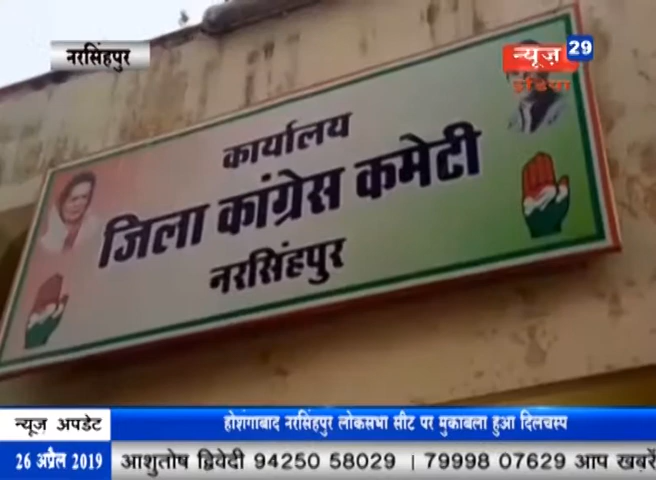 नरसिंहपुर
न्यूज़ 29
इंडिया
कार्यालय
जिला कांग्रेस कमेटी
नरसिंहपुर
न्यूज़ अपडेट
होशंगाबाद नरसिंहपुर लोकसभा सीट पर मुकाबला हुआ दिलचस्प
26 अप्रैल 2019
आशुतोष द्विवेदी 94250 58029 | 79998 07629 आप खबरें